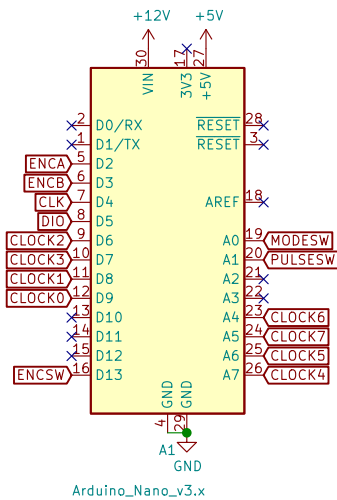 +12V
+5V
30
17
27
VIN
3V3
+5V
2 D0/RX
RESET 28
1 D1/TX
RESET 3
ENCA 5 D2
ENCB 6 D3
CLK 7 D4
AREF 18
DIO 8 D5
CLOCK2 9 D6
A0 19 MODESW
CLOCK3 10 D7
A1 20 PULSESW
CLOCK1 11 D8
A2 21
CLOCK0 12 D9
A3 22
13 D10
A4 23 CLOCK6
14 D11
A5 24 CLOCK7
15 D12
A6 25 CLOCK5
ENCSW 16 D13
A7 26 CLOCK4
GND
GND
4
29
A1
GND
Arduino_Nano_v3.x